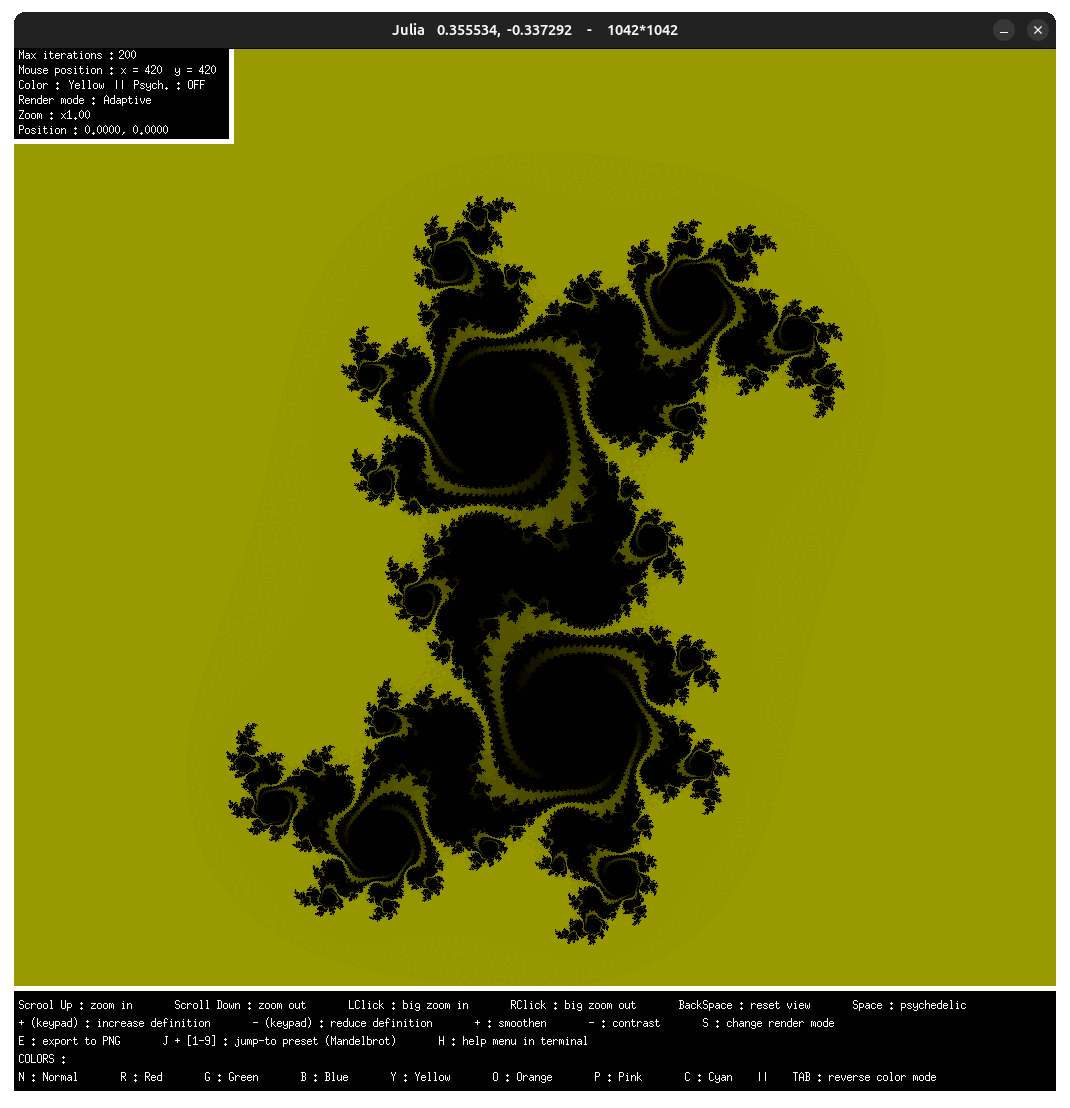 Julia 0.355534, -0.337292 - 1042*1042
Max iterations : 200
Mouse position : x = 420 y = 420
Color : Yellow || Psych. : OFF
Render mode : Adaptive
Zoom : x1.00
Position : 0.0000, 0.0000
Scrool Up : zoom in Scroll Down : zoom out LClick : big zoom in RClick : big zoom out BackSpace : reset view Space : psychedelic
+ (keypad) : increase definition - (keypad) : reduce definition + : smoothen - : contrast S : change render mode
E : export to PNG J + [1-9] : jump-to preset (Mandelbrot) H : help menu in terminal
COLORS :
N : Normal R : Red G : Green B : Blue Y : Yellow O : Orange P : Pink C : Cyan || TAB : reverse color mode